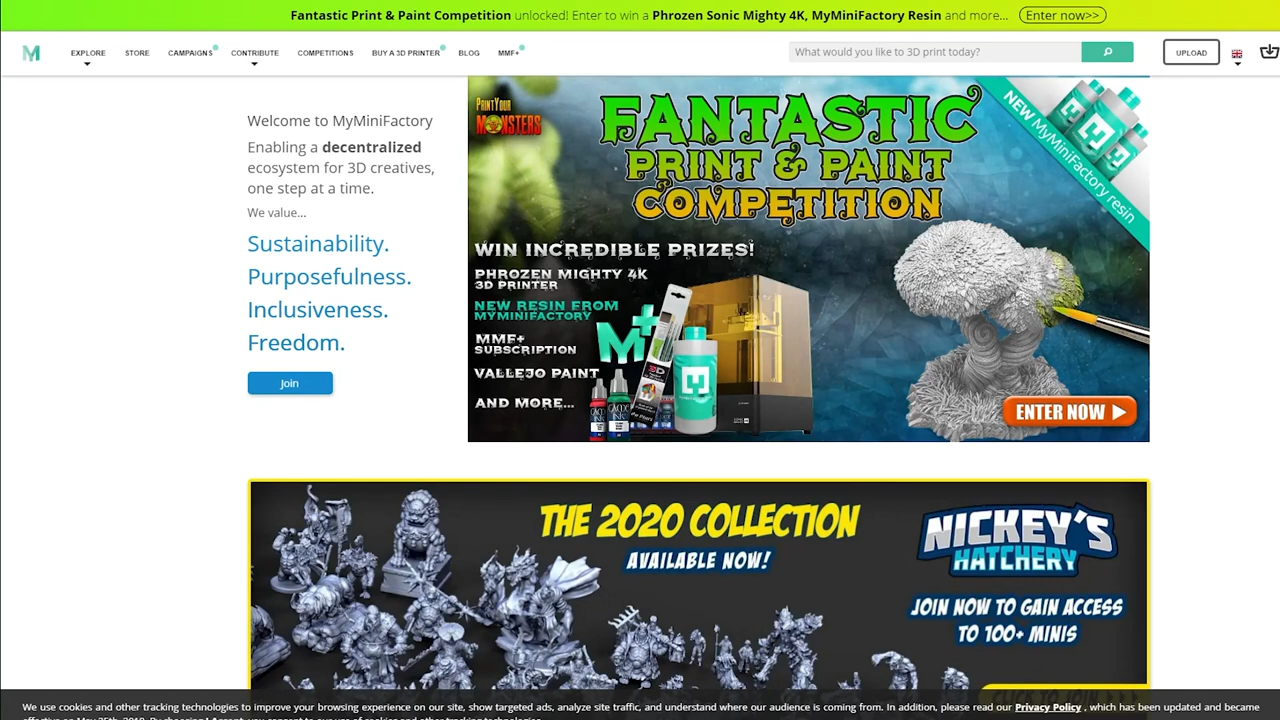 Fantastic Print & Paint Competition unlocked! Enter to win a Phrozen Sonic Mighty 4K, MyMiniFactory Resin and more... Enter now>>
EXPLORE STORE CAMPAIGNS CONTRIBUTE COMPETITIONS BUY A 3D PRINTER BLOG MMF+ What would you like to 3D print today? UPLOAD
Welcome to MyMiniFactory
Enabling a decentralized
ecosystem for 3D creatives,
one step at a time.
We value...
Sustainability.
Purposefulness.
Inclusiveness.
Freedom.
Join
PRINT YOUR
MONSTERS
FANTASTIC
PRINT & PAINT
COMPETITION
NEW MyMiniFactory resin
WIN INCREDIBLE PRIZES!
PHROZEN MIGHTY 4K
3D PRINTER
NEW RESIN FROM
MYMINIFACTORY
MMF+
SUBSCRIPTION
VALLEJO PAINT
AND MORE...
M+
ENTER NOW
THE 2020 COLLECTION
AVAILABLE NOW!
NICKEY'S
HATCHERY
JOIN NOW TO GAIN ACCESS
TO 100+ MINIS
We use cookies and other tracking technologies to improve your browsing experience on our site, show targeted ads, analyze site traffic, and understand where our audience is coming from. In addition, please read our Privacy Policy , which has been updated and became